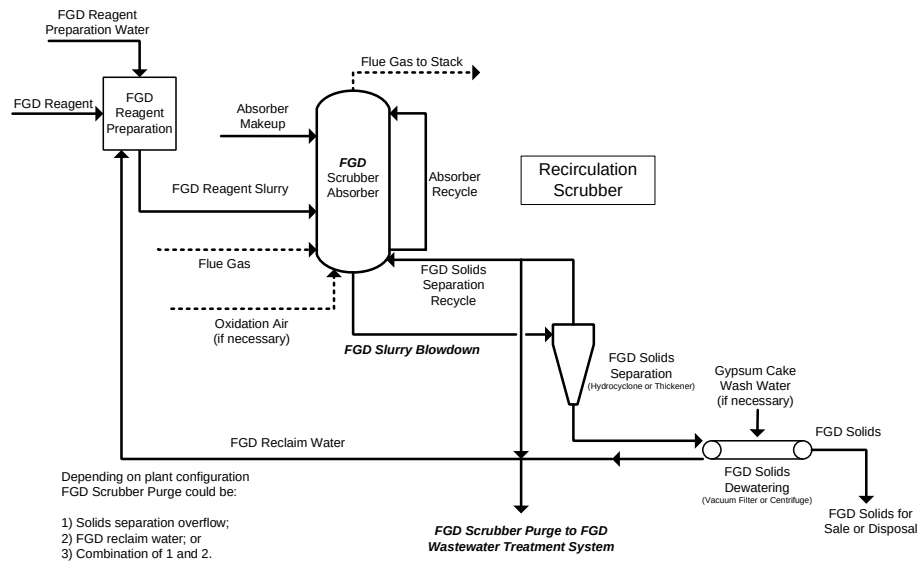 FGD Reagent
Preparation Water
Flue Gas to Stack
FGD Reagent
FGD
Reagent
Preparation
Absorber
Makeup
FGD
Scrubber
Absorber
Absorber
Recycle
Recirculation
Scrubber
FGD Reagent Slurry
Flue Gas
FGD Solids
Separation
Recycle
Oxidation Air
(if necessary)
FGD Slurry Blowdown
FGD Solids
Separation
(Hydrocyclone or Thickener)
Gypsum Cake
Wash Water
(if necessary)
FGD Reclaim Water
FGD Solids
FGD Solids
Dewatering
(Vacuum Filter or Centrifuge)
FGD Solids for
Sale or Disposal
Depending on plant configuration
FGD Scrubber Purge could be:
1) Solids separation overflow;
2) FGD reclaim water; or
3) Combination of 1 and 2.
FGD Scrubber Purge to FGD
Wastewater Treatment System